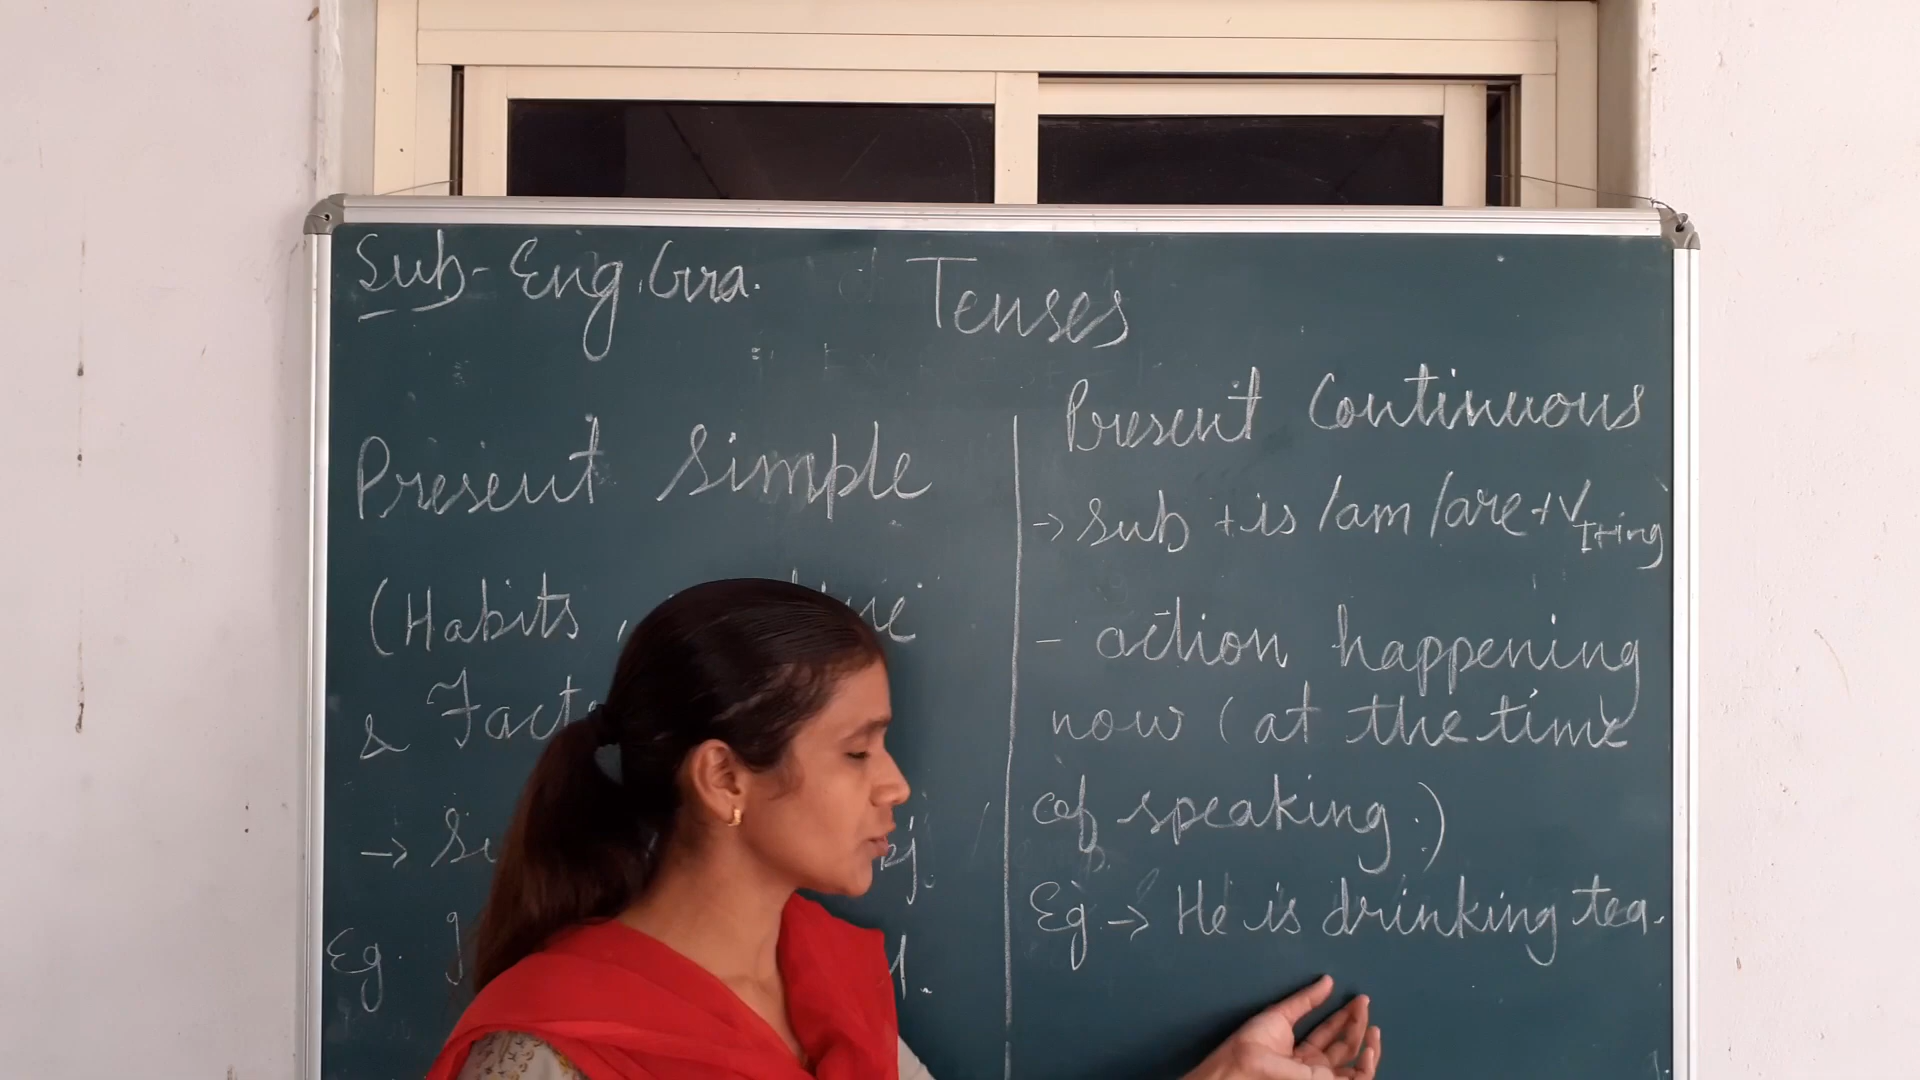 Sub- Eng. Gra.
Tenses
Present Simple
(Habits ,
& Fact
→
Eg.
Present Continuous
→ sub + is / am / are + V I+ing
- action happening
now ( at the time
of speaking.)
Eg → He is drinking tea.